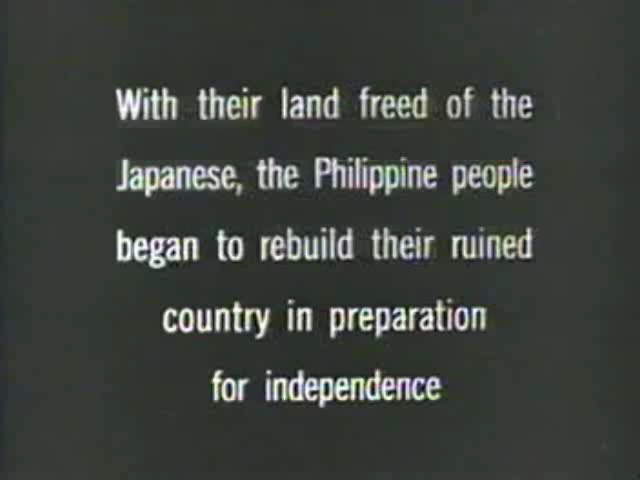 With their land freed of the
Japanese, the Philippine people
began to rebuild their ruined
country in preparation
for independence